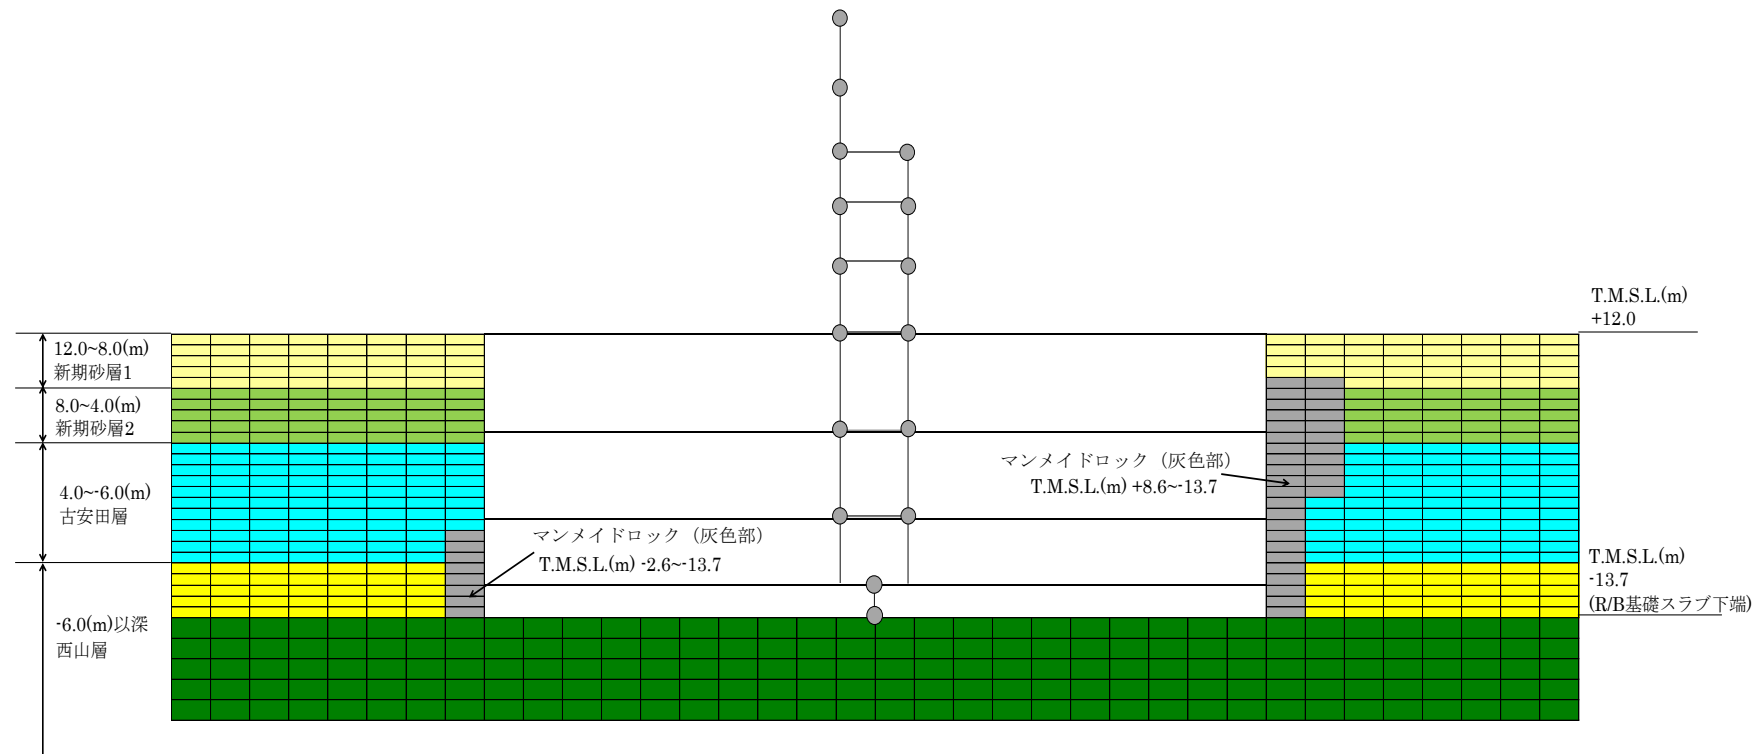 T.M.S.L.(m)
+12.0
12.0~8.0(m)
新期砂層1
8.0~4.0(m)
新期砂層2
マンメイドロック（灰色部）
T.M.S.L.(m) +8.6~-13.7
4.0~-6.0(m)
古安田層
マンメイドロック（灰色部）
T.M.S.L.(m) -2.6~-13.7
T.M.S.L.(m)
-13.7
(R/B基礎スラブ下端)
-6.0(m)以深
西山層